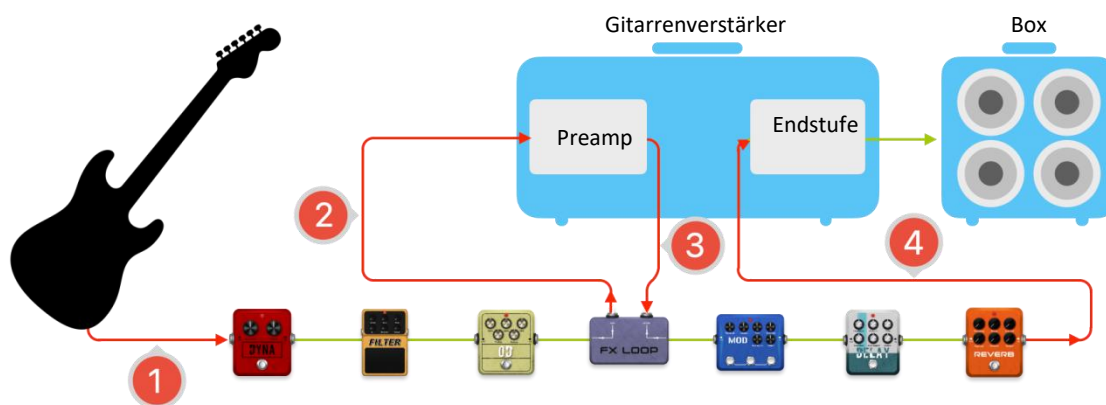 Gitarrenverstärker
Box
Preamp
Endstufe
2
3
4
1
DYNA
FILTER
OD
FX LOOP
MOD
DELAY
REVERB